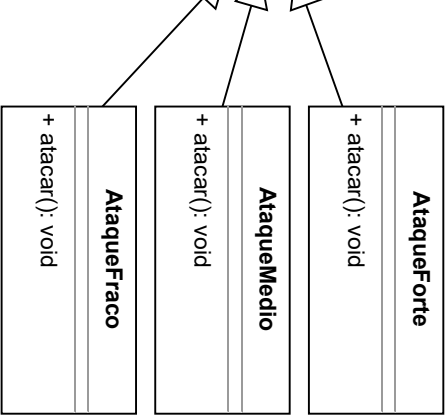 AtaqueForte
+ atacar(): void
AtaqueMedio
+ atacar(): void
AtaqueFraco
+ atacar(): void